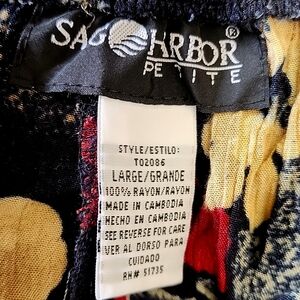 SAG HARBOR®
PETITE
STYLE/ESTILO:
T02086
LARGE/GRANDE
100% RAYON/RAYON
MADE IN CAMBODIA
HECHO EN CAMBODIA
SEE REVERSE FOR CARE
VER AL DORSO PARA
CUIDADO
RN# 51735